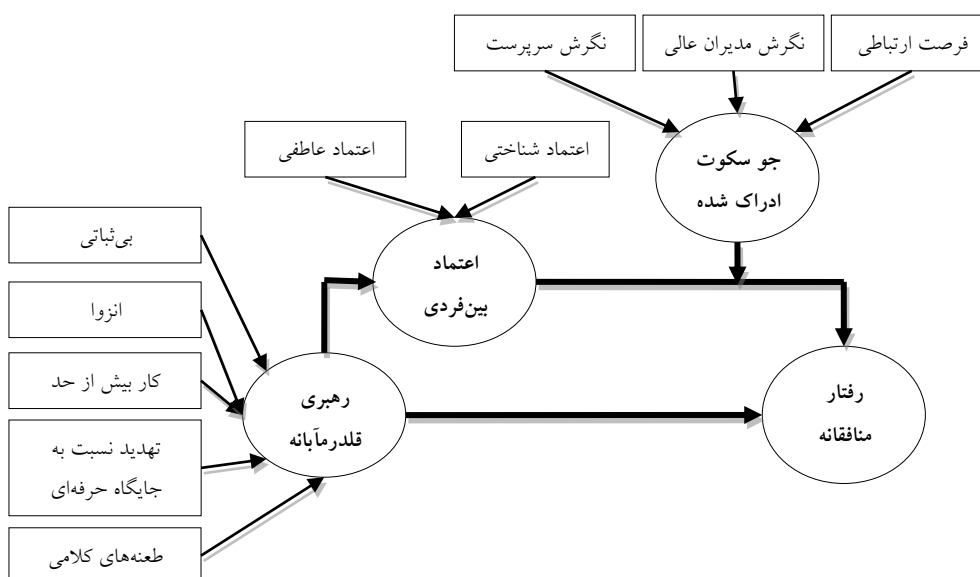 فرصت ارتباطی
نگرش مدیران عالی
نگرش سرپرست
جو سکوت
ادراک شده
اعتماد شناختی
اعتماد عاطفی
اعتماد
بین‌فردی
بی‌ثباتی
انزوا
کار بیش از حد
تهدید نسبت به
جایگاه حرفه‌ای
طعنه‌های کلامی
رهبری
قلدرمآبانه
رفتار
منافقانه